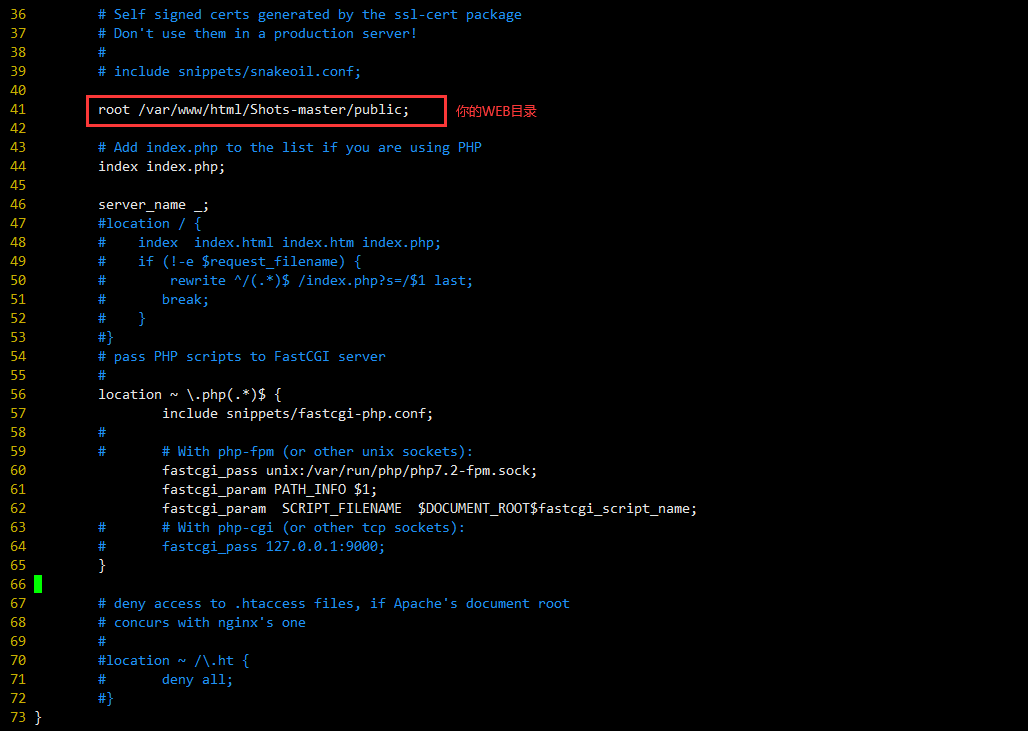 36 # Self signed certs generated by the ssl-cert package
37 # Don't use them in a production server!
38 #
39 # include snippets/snakeoil.conf;
40
41 root /var/www/html/Shots-master/public; 你的WEB目录
42
43 # Add index.php to the list if you are using PHP
44 index index.php;
45
46 server_name _;
47 #location / {
48 #    index  index.html index.htm index.php;
49 #    if (!-e $request_filename) {
50 #        rewrite ^/(.*)$ /index.php?s=/$1 last;
51 #       break;
52 #    }
53 #}
54 # pass PHP scripts to FastCGI server
55 #
56 location ~ \.php(.*)$ {
57         include snippets/fastcgi-php.conf;
58 #
59 #       # With php-fpm (or other unix sockets):
60         fastcgi_pass unix:/var/run/php/php7.2-fpm.sock;
61         fastcgi_param PATH_INFO $1;
62         fastcgi_param  SCRIPT_FILENAME  $DOCUMENT_ROOT$fastcgi_script_name;
63 #       # With php-cgi (or other tcp sockets):
64 #       fastcgi_pass 127.0.0.1:9000;
65 }
66
67 # deny access to .htaccess files, if Apache's document root
68 # concurs with nginx's one
69 #
70 #location ~ /\.ht {
71 #       deny all;
72 #}
73 }